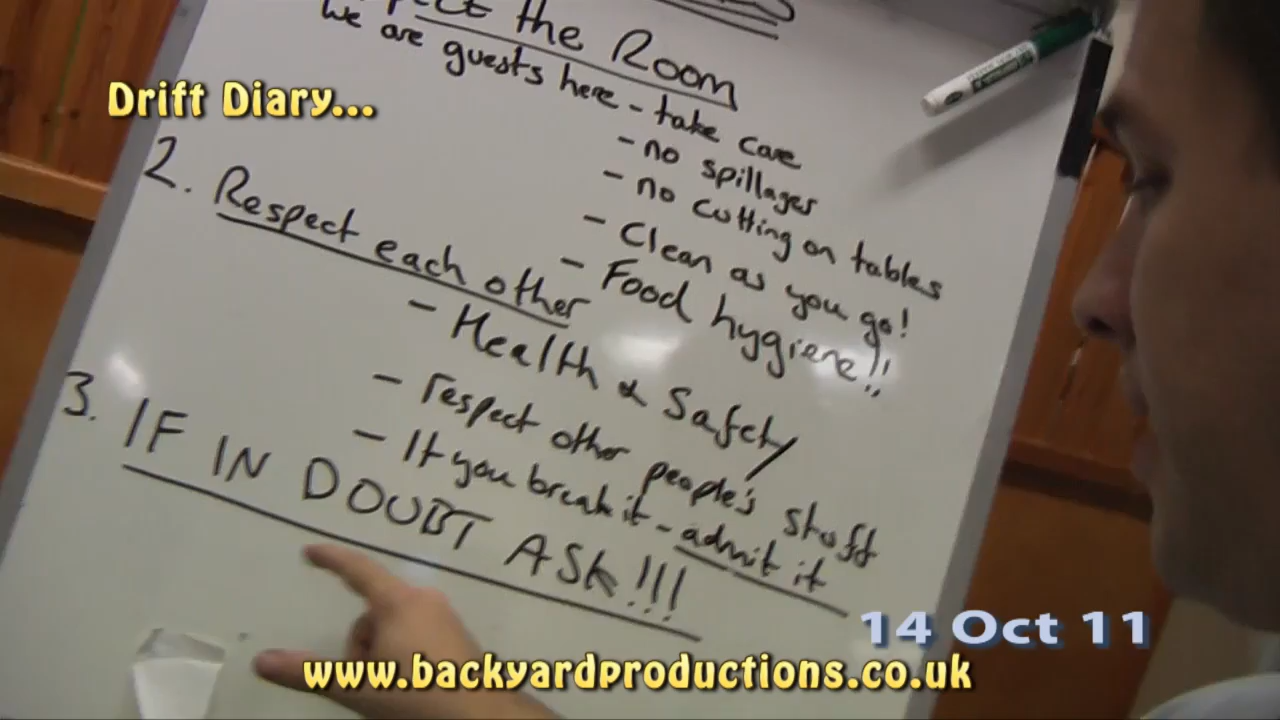 Drift Diary...
the Room
We are guests here - take care
- no spillages
- no cutting on tables
- Clean as you go!
- Food hygiene!!
2. Respect each other
- Health & Safety
- respect other people's stuff
- If you break it - admit it
3. IF IN DOUBT ASK!!!
14 Oct 11
www.backyardproductions.co.uk